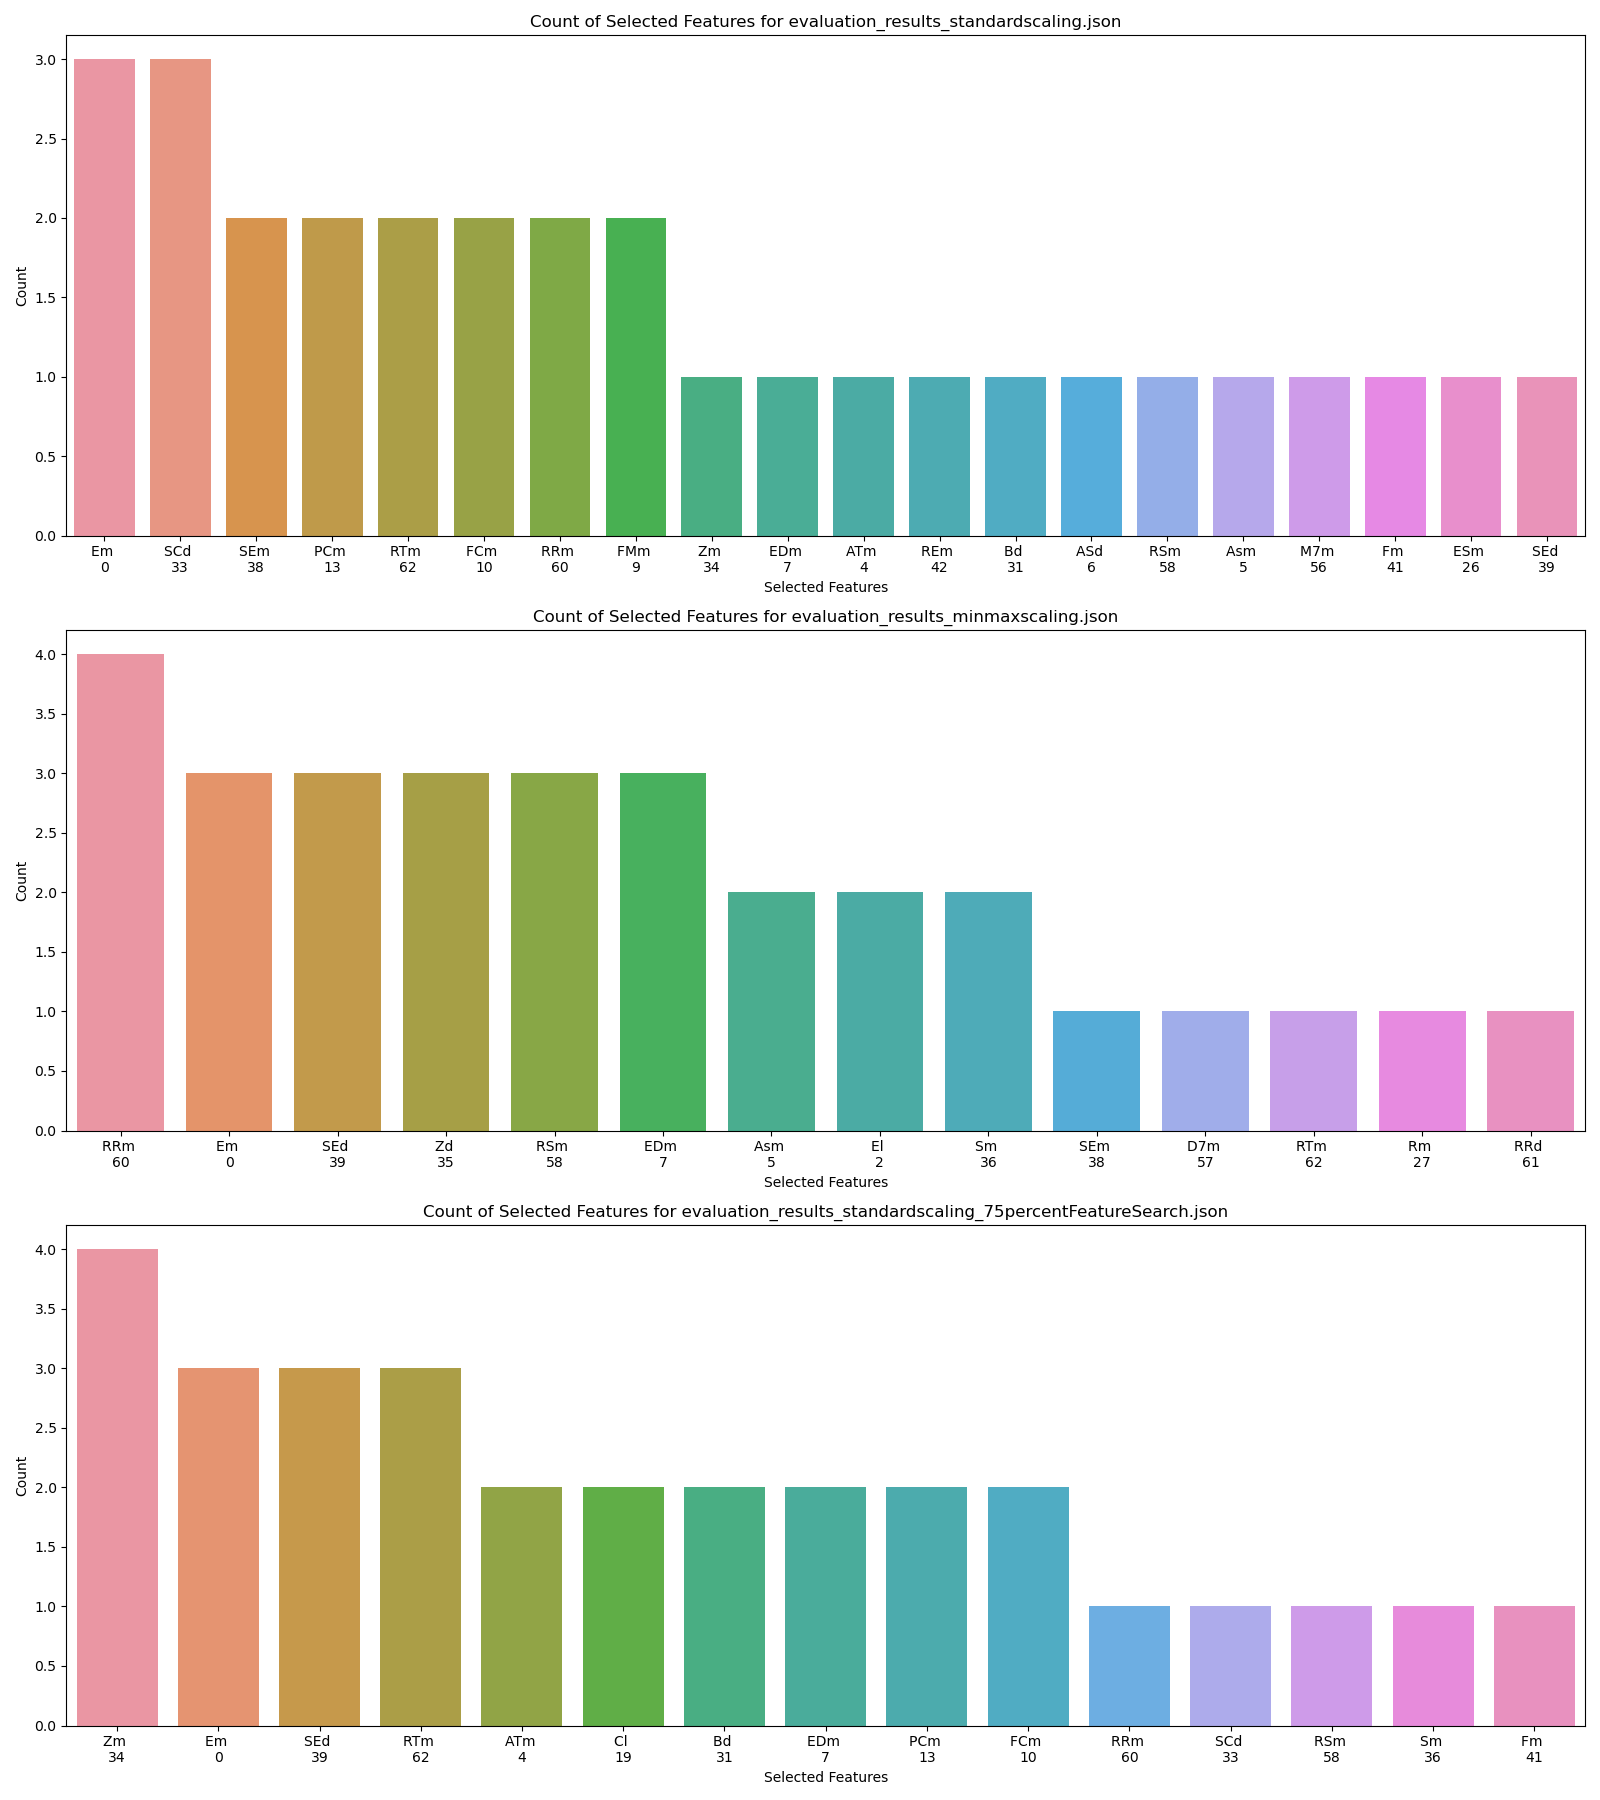 Count of Selected Features for evaluation_results_standardscaling.json
3.0
2.5
2.0
1.5
1.0
0.5
0.0
Count
Em SCd SEm PCm RTm FCm RRm FMm Zm EDm ATm REm Bd ASd RSm Asm M7m Fm ESm SEd
0 33 38 13 62 10 60 9 34 7 4 42 31 6 58 5 56 41 26 39
Selected Features
Count of Selected Features for evaluation_results_minmaxscaling.json
4.0
3.5
3.0
2.5
2.0
1.5
1.0
0.5
0.0
Count
RRm Em SEd Zd RSm EDm Asm El Sm SEm D7m RTm Rm RRd
60 0 39 35 58 7 5 2 36 38 57 62 27 61
Selected Features
Count of Selected Features for evaluation_results_standardscaling_75percentFeatureSearch.json
4.0
3.5
3.0
2.5
2.0
1.5
1.0
0.5
0.0
Count
Zm Em SEd RTm ATm Cl Bd EDm PCm FCm RRm SCd RSm Sm Fm
34 0 39 62 4 19 31 7 13 10 60 33 58 36 41
Selected Features